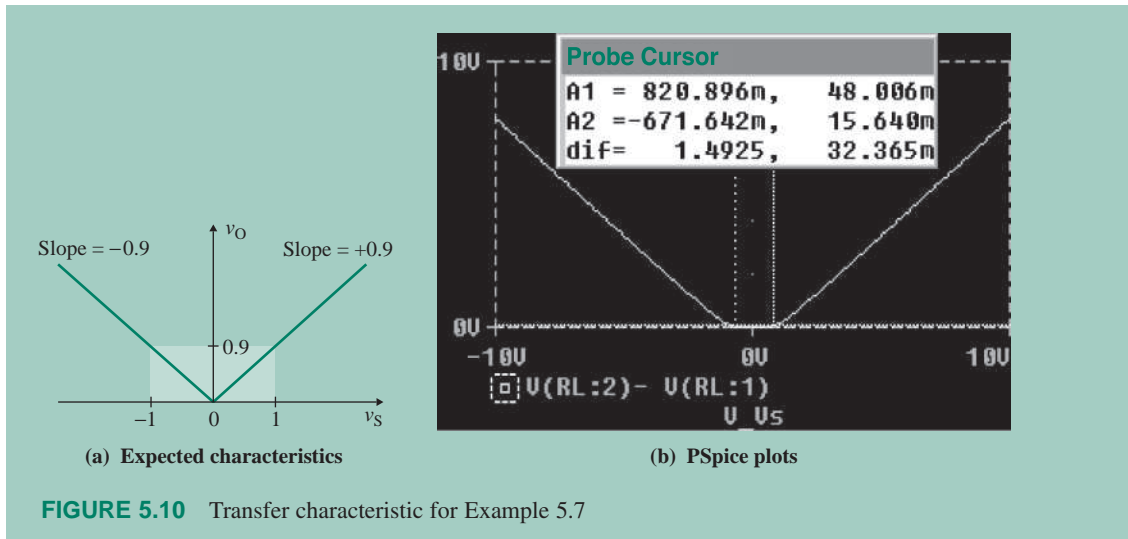 v_O
Slope = −0.9
Slope = +0.9
0.9
−1
0
1
v_S
(a) Expected characteristics
10V
Probe Cursor
A1 = 820.896m, 48.006m
A2 =-671.642m, 15.640m
dif= 1.4925, 32.365m
0V
-10V
0V
10V
V(RL:2)- V(RL:1)
V_Vs
(b) PSpice plots
FIGURE 5.10 Transfer characteristic for Example 5.7